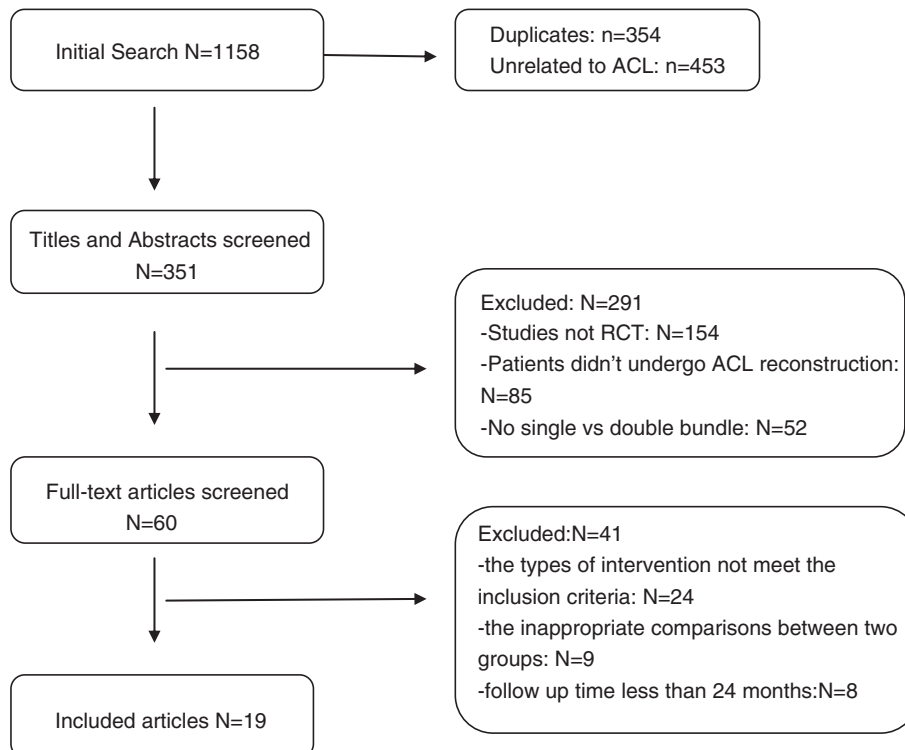 Initial Search N=1158
Duplicates: n=354
Unrelated to ACL: n=453
Titles and Abstracts screened
N=351
Excluded: N=291
-Studies not RCT: N=154
-Patients didn't undergo ACL reconstruction:
N=85
-No single vs double bundle: N=52
Full-text articles screened
N=60
Excluded:N=41
-the types of intervention not meet the
inclusion criteria: N=24
-the inappropriate comparisons between two
groups: N=9
-follow up time less than 24 months:N=8
Included articles N=19